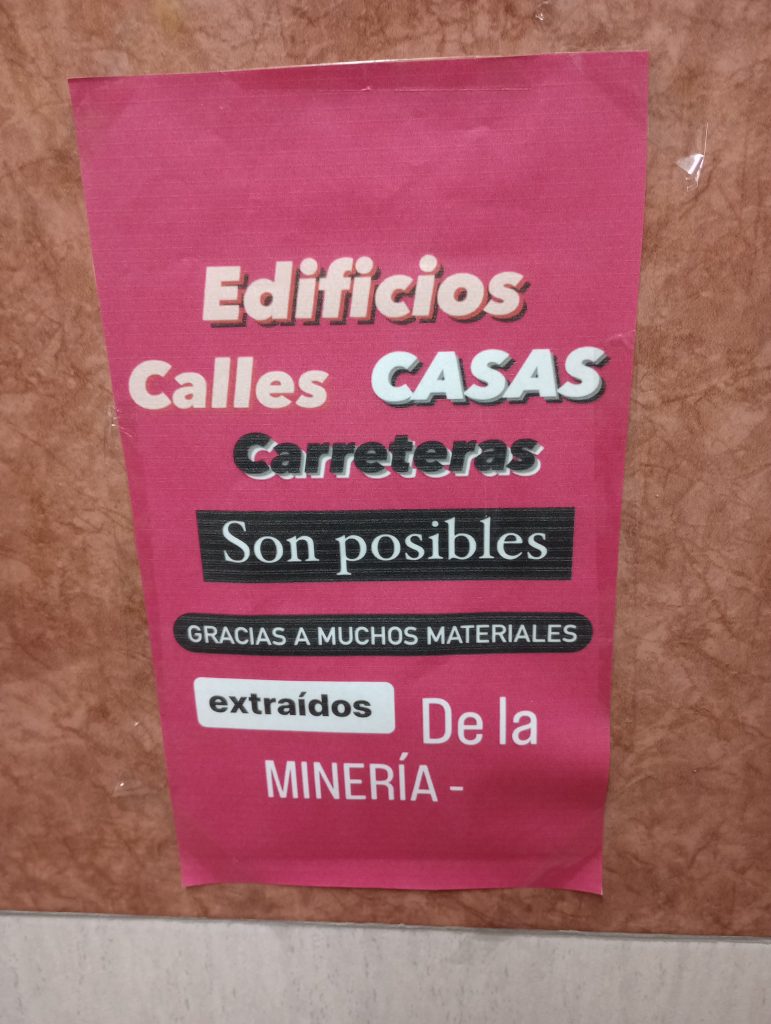 Edificios
Calles CASAS
Carreteras
Son posibles
GRACIAS A MUCHOS MATERIALES
extraídos De la
MINERÍA -